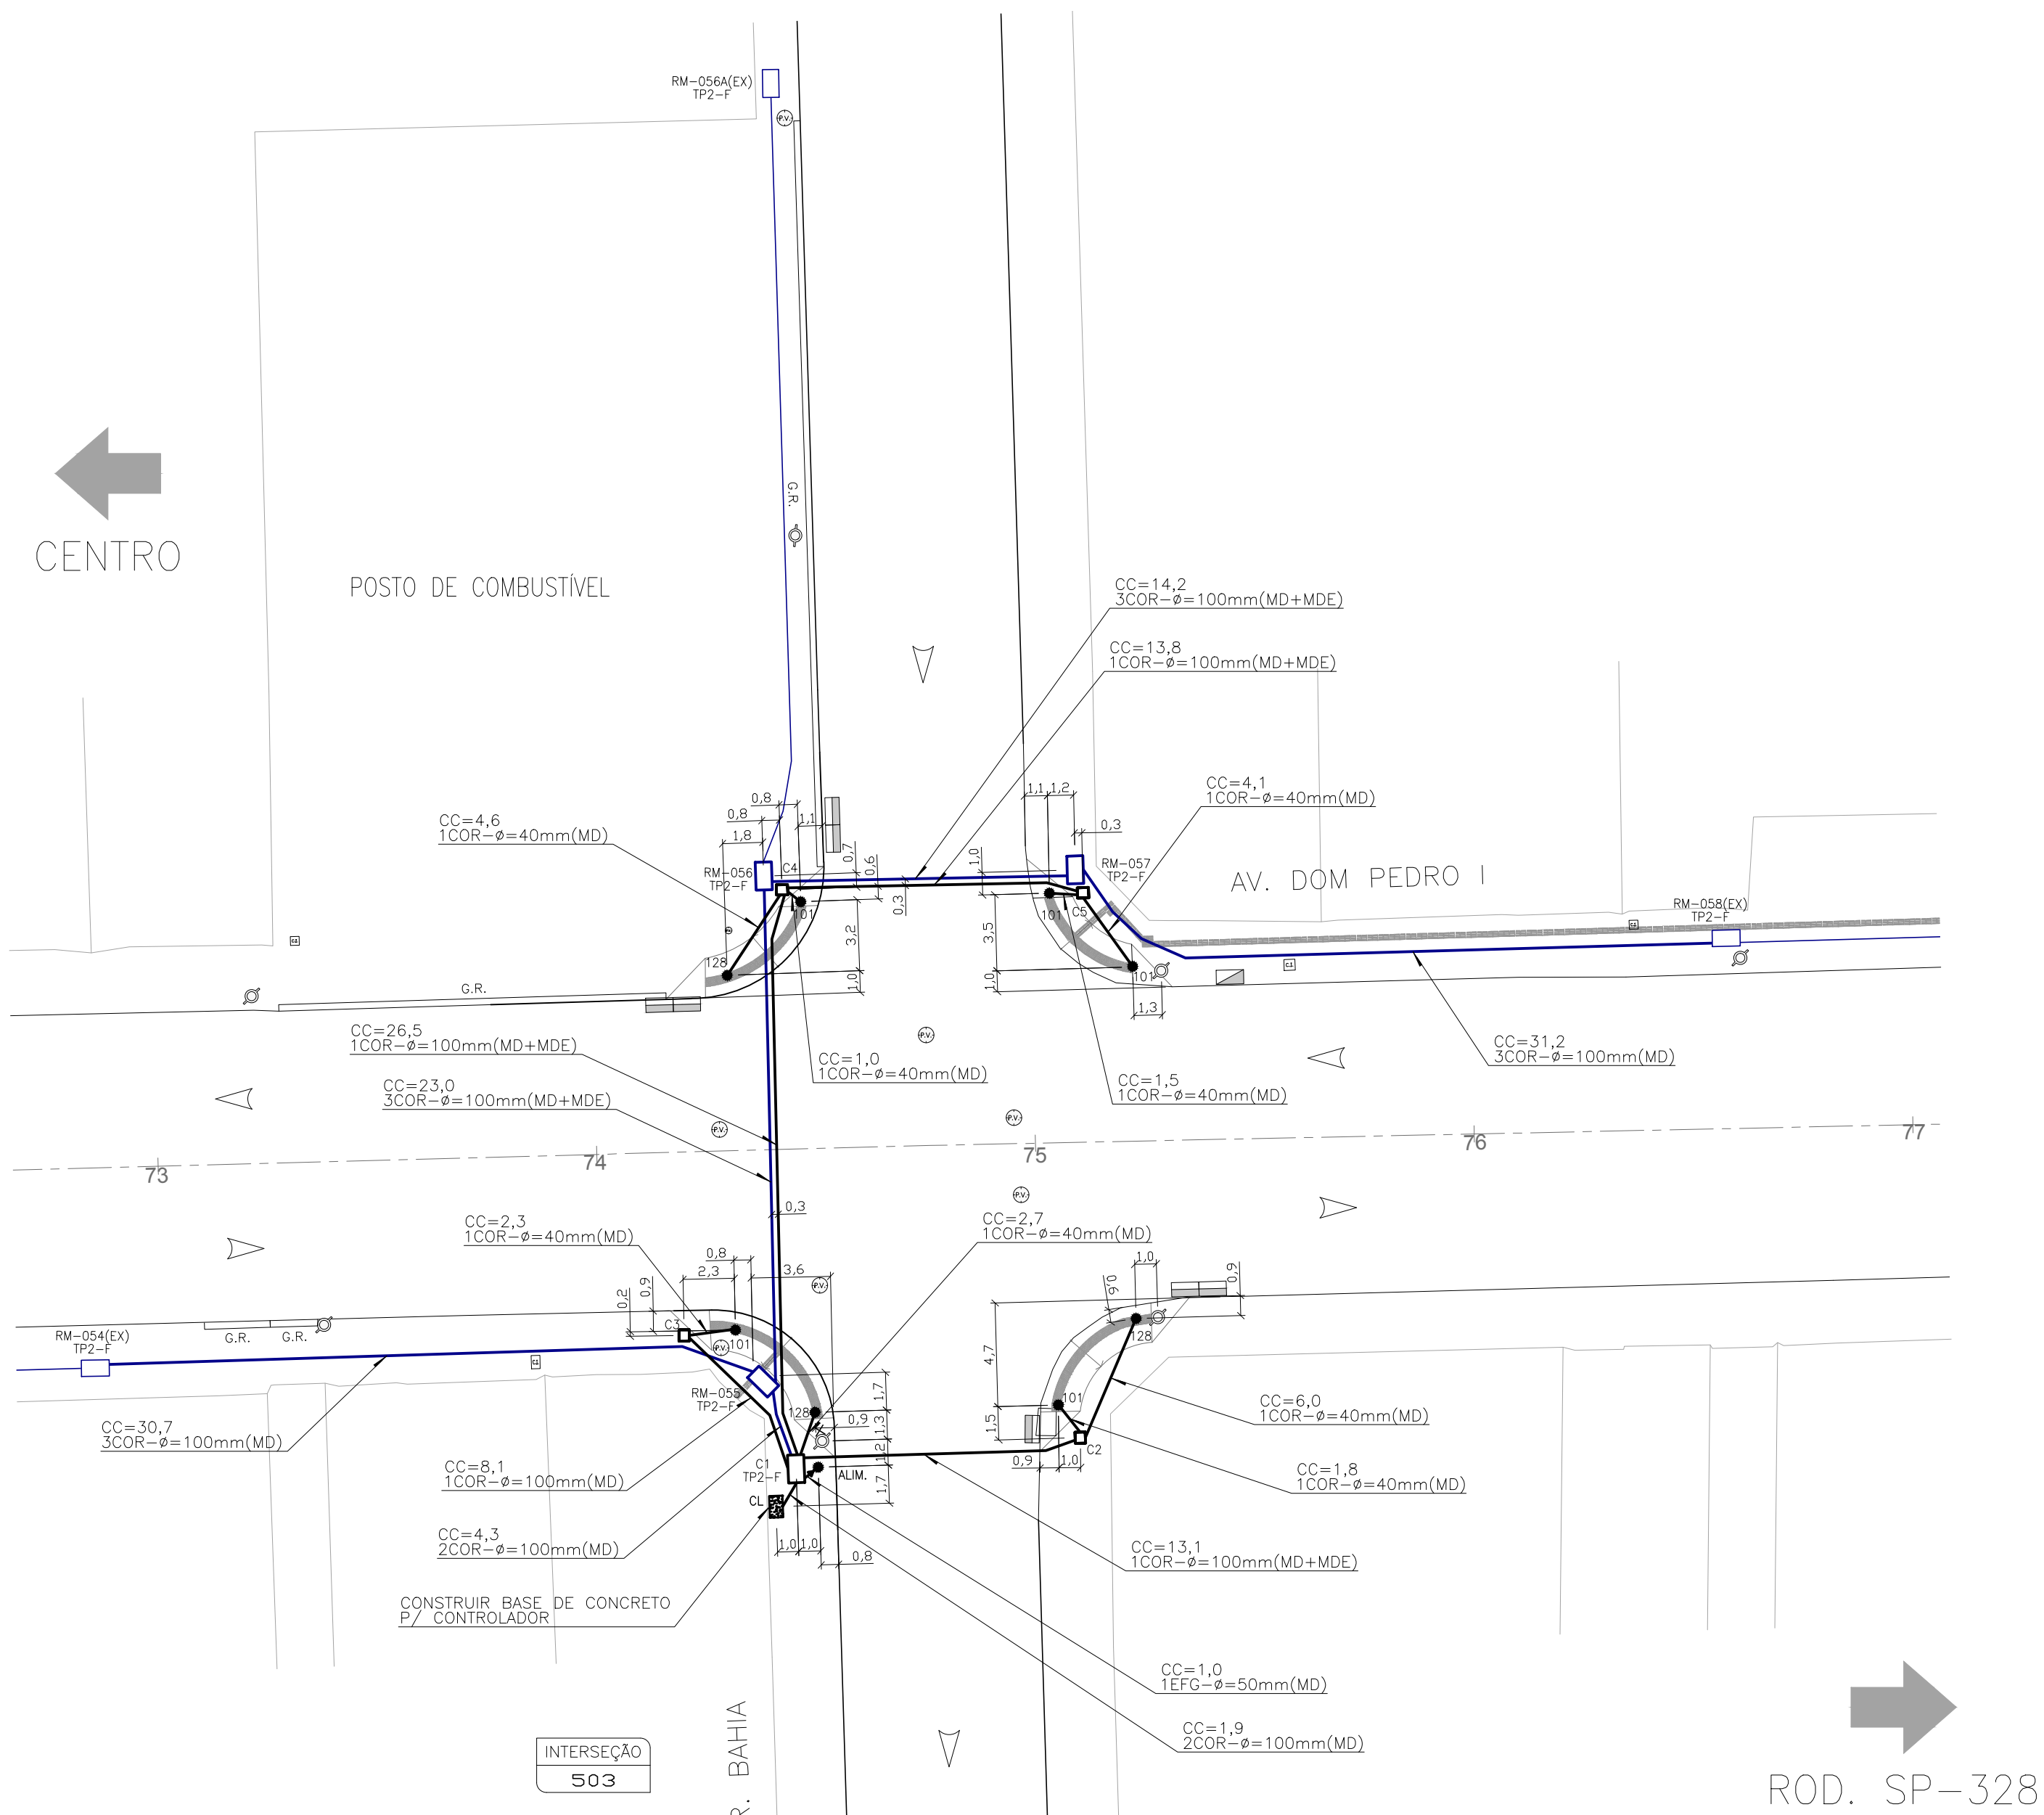 RM-056A(EX)
TP2-F
P.V.
G.R.
CENTRO
POSTO DE COMBUSTÍVEL
CC=14,2
3COR-ø=100mm(MD+MDE)
CC=13,8
1COR-ø=100mm(MD+MDE)
CC=4,1
1COR-ø=40mm(MD)
CC=4,6
1COR-ø=40mm(MD)
0,8
0,8
1,8
1,1
0,7
0,6
0,3
3,2
1,0
1,1
1,2
0,3
1,0
3,5
1,0
1,3
RM-056
TP2-F
C4
101
128
RM-057
TP2-F
C5
101
101
AV. DOM PEDRO I
RM-058(EX)
TP2-F
G.R.
CC=26,5
1COR-ø=100mm(MD+MDE)
CC=23,0
3COR-ø=100mm(MD+MDE)
CC=1,0
1COR-ø=40mm(MD)
CC=1,5
1COR-ø=40mm(MD)
CC=31,2
3COR-ø=100mm(MD)
P.V.
P.V.
P.V.
P.V.
73
74
75
76
77
0,3
CC=2,3
1COR-ø=40mm(MD)
CC=2,7
1COR-ø=40mm(MD)
0,8
2,3
3,6
P.V.
0,9
0,2
1,0
0,9
0,6
4,7
1,5
RM-054(EX)
TP2-F
G.R.
G.R.
C3
101
P.V.
RM-055
TP2-F
128
1,7
0,9
1,3
1,2
1,7
128
101
C2
0,9
1,0
C1
TP2-F
ALIM.
CL
1,0
1,0
0,8
CC=30,7
3COR-ø=100mm(MD)
CC=8,1
1COR-ø=100mm(MD)
CC=4,3
2COR-ø=100mm(MD)
CC=6,0
1COR-ø=40mm(MD)
CC=1,8
1COR-ø=40mm(MD)
CC=13,1
1COR-ø=100mm(MD+MDE)
CONSTRUIR BASE DE CONCRETO
P/ CONTROLADOR
CC=1,0
1EFG-ø=50mm(MD)
CC=1,9
2COR-ø=100mm(MD)
INTERSEÇÃO
503
R. BAHIA
ROD. SP-328